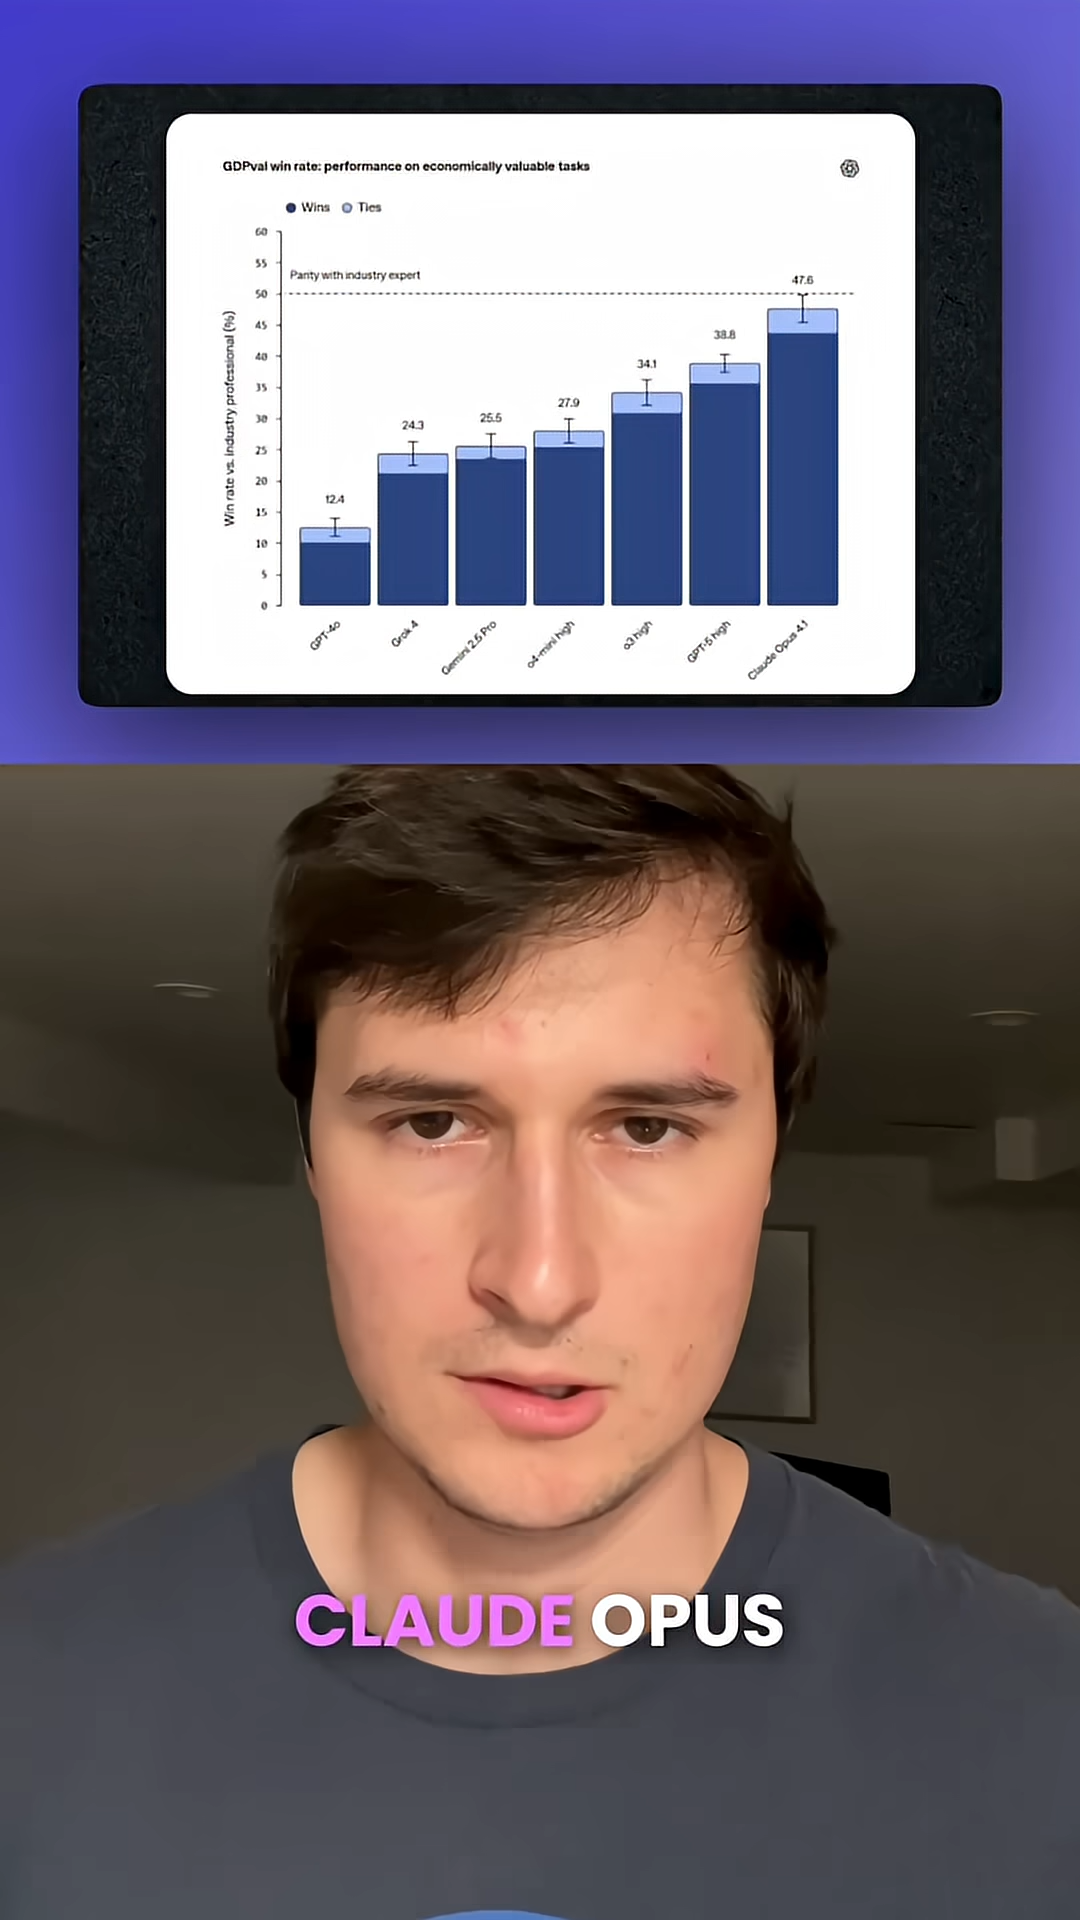 GDPval win rate: performance on economically valuable tasks
Wins Ties
Win rate vs. industry professional (%)
60
55
50
45
40
35
30
25
20
15
10
5
0
Parity with industry expert
12.4
24.3
25.5
27.9
34.1
38.8
47.6
GPT-4o
Grok 4
Gemini 2.5 Pro
o4-mini high
o3 high
GPT-5 high
Claude Opus 4.1
CLAUDE OPUS